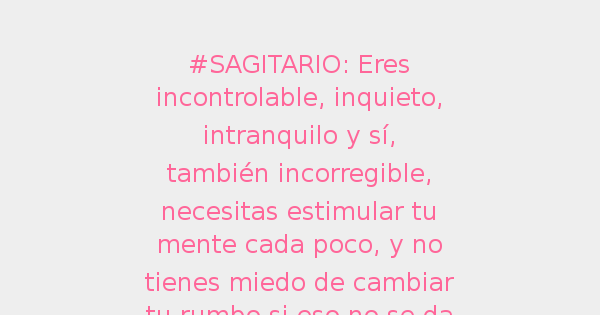 #SAGITARIO: Eres
incontrolable, inquieto,
intranquilo y sí,
también incorregible,
necesitas estimular tu
mente cada poco, y no
tienes miedo de cambiar
tu rumbo si eso no se da